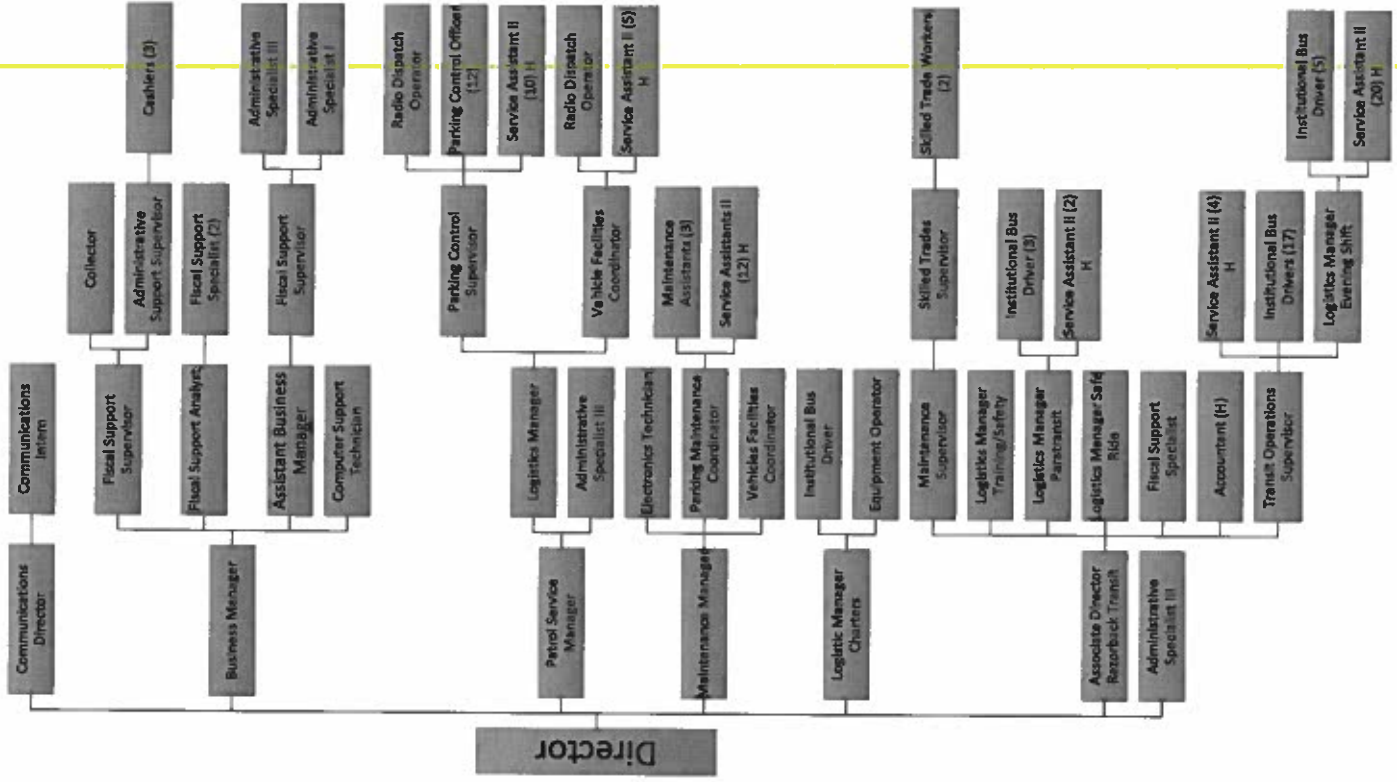 Director
Communications
Director
Communications
Intern
Business Manager
Fiscal Support
Supervisor
Collector
Administrative
Support Supervisor
Cashiers (3)
Fiscal Support Analyst
Fiscal Support
Specialist (2)
Assistant Business
Manager
Fiscal Support
Supervisor
Administrative
Specialist III
Administrative
Specialist I
Computer Support
Technician
Patrol Service
Manager
Logistics Manager
Parking Control
Supervisor
Radio Dispatch
Operator
Parking Control Officer
(12)
Service Assistant II
(10) H
Vehicle Facilities
Coordinator
Radio Dispatch
Operator
Service Assistant II (5)
H
Administrative
Specialist III
Maintenance Manager
Electronics Technician
Parking Maintenance
Coordinator
Maintenance
Assistants (3)
Service Assistants II
(12) H
Vehicles Facilities
Coordinator
Logistic Manager
Charters
Institutional Bus
Driver
Equipment Operator
Associate Director
Razorback Transit
Maintenance
Supervisor
Skilled Trades
Supervisor
Skilled Trade Workers
(2)
Logistics Manager
Training/Safety
Logistics Manager
Paratransit
Institutional Bus
Driver (3)
Service Assistant II (2)
H
Logistics Manager Safe
Ride
Fiscal Support
Specialist
Accountant (H)
Transit Operations
Supervisor
Service Assistant II (4)
H
Institutional Bus
Drivers (17)
Logistics Manager
Evening Shift
Institutional Bus
Driver (5)
Service Assistant II
(20) H
Administrative
Specialist III